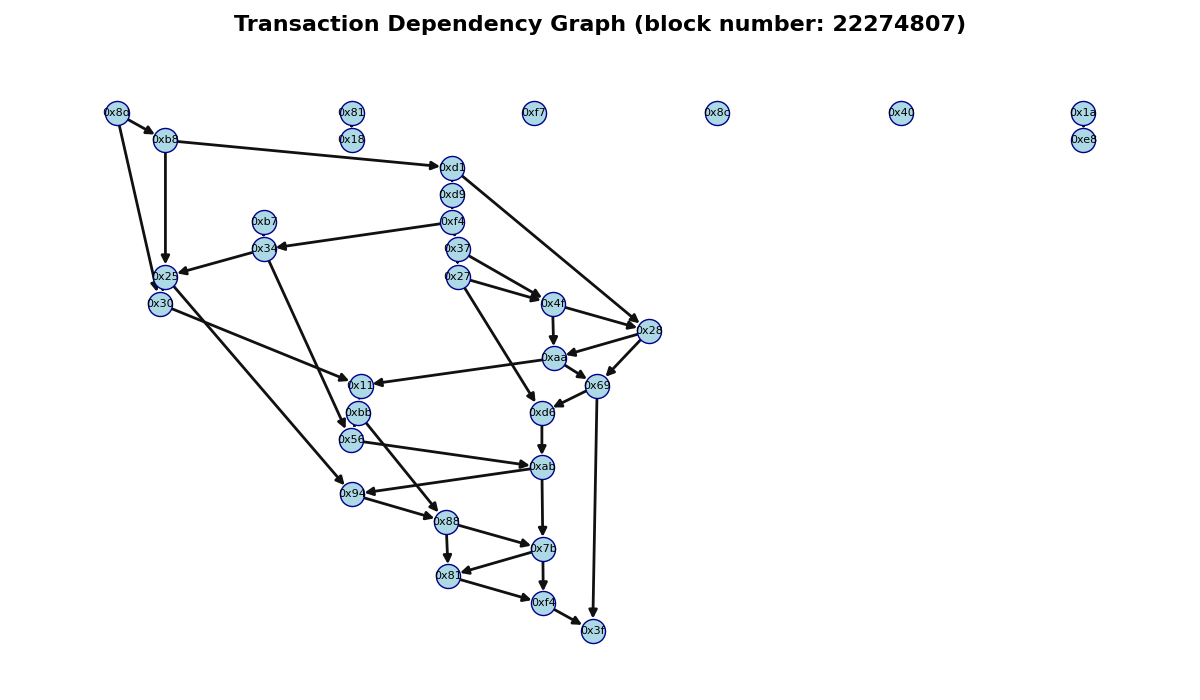 Transaction Dependency Graph (block number: 22274807)
0x8d 0x81 0xf7 0x8c 0x40 0x1a
0xb8 0x18 0xe8
0xd1
0xd9
0xb7 0xf4
0x34 0x37
0x25 0x27
0x30 0x4f
0x28
0xaa
0x11 0x69
0xbb 0xd6
0x56
0xab
0x94
0x88
0x7b
0x81
0xf4
0x3f